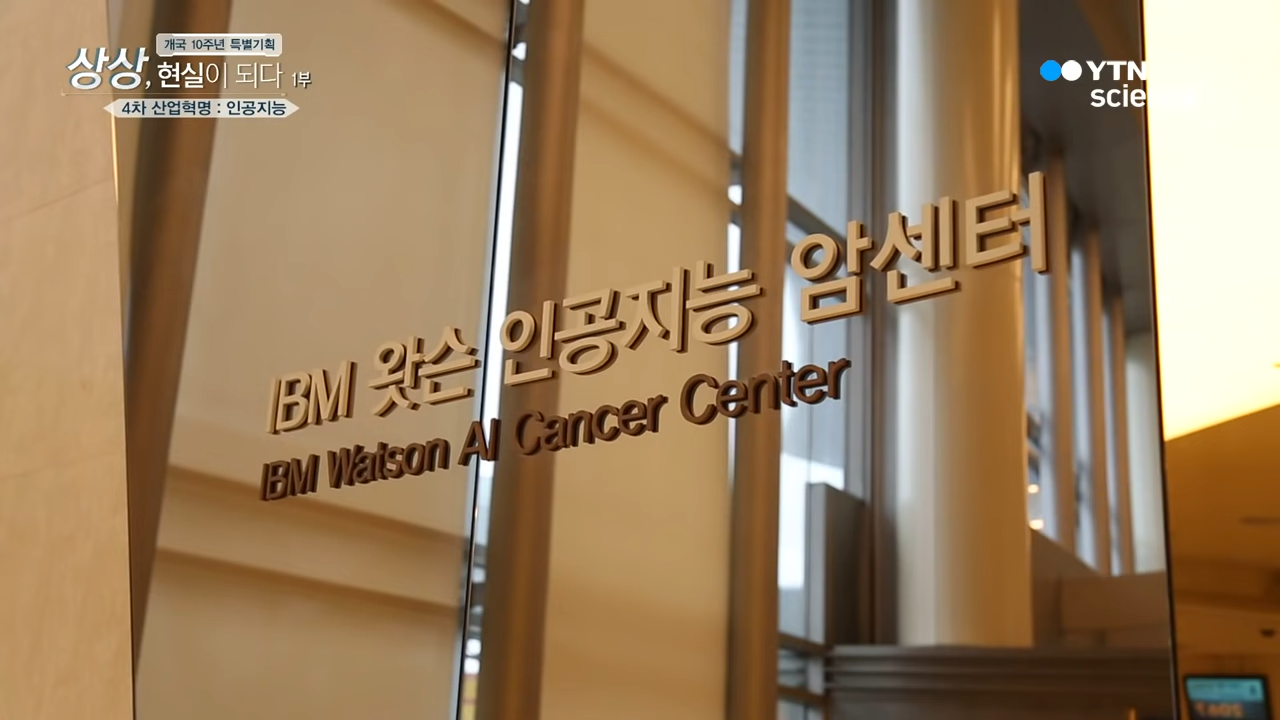 개국 10주년 특별기획
상상, 현실이 되다 1부
4차 산업혁명 : 인공지능
YTN
science
IBM 왓슨 인공지능 암센터
IBM Watson AI Cancer Center